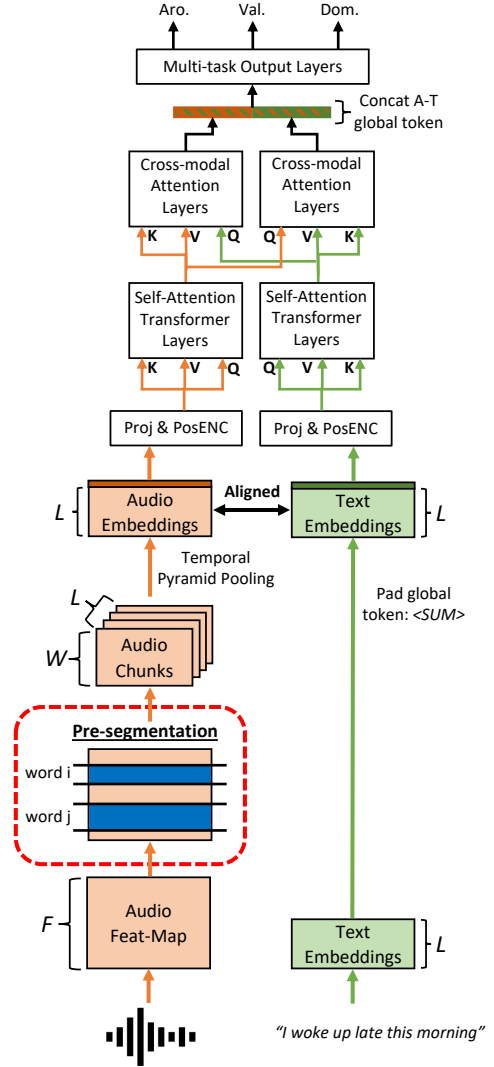 Aro. Val. Dom.
Multi-task Output Layers
Concat A-T
global token
Cross-modal
Attention
Layers
Cross-modal
Attention
Layers
K V Q Q V K
Self-Attention
Transformer
Layers
Self-Attention
Transformer
Layers
K V Q Q V K
Proj & PosENC
Proj & PosENC
L
Audio
Embeddings
Aligned
Text
Embeddings
L
Temporal
Pyramid Pooling
Pad global
token: <SUM>
L
W
Audio
Chunks
Pre-segmentation
word i
word j
F
Audio
Feat-Map
Text
Embeddings
L
"I woke up late this morning"